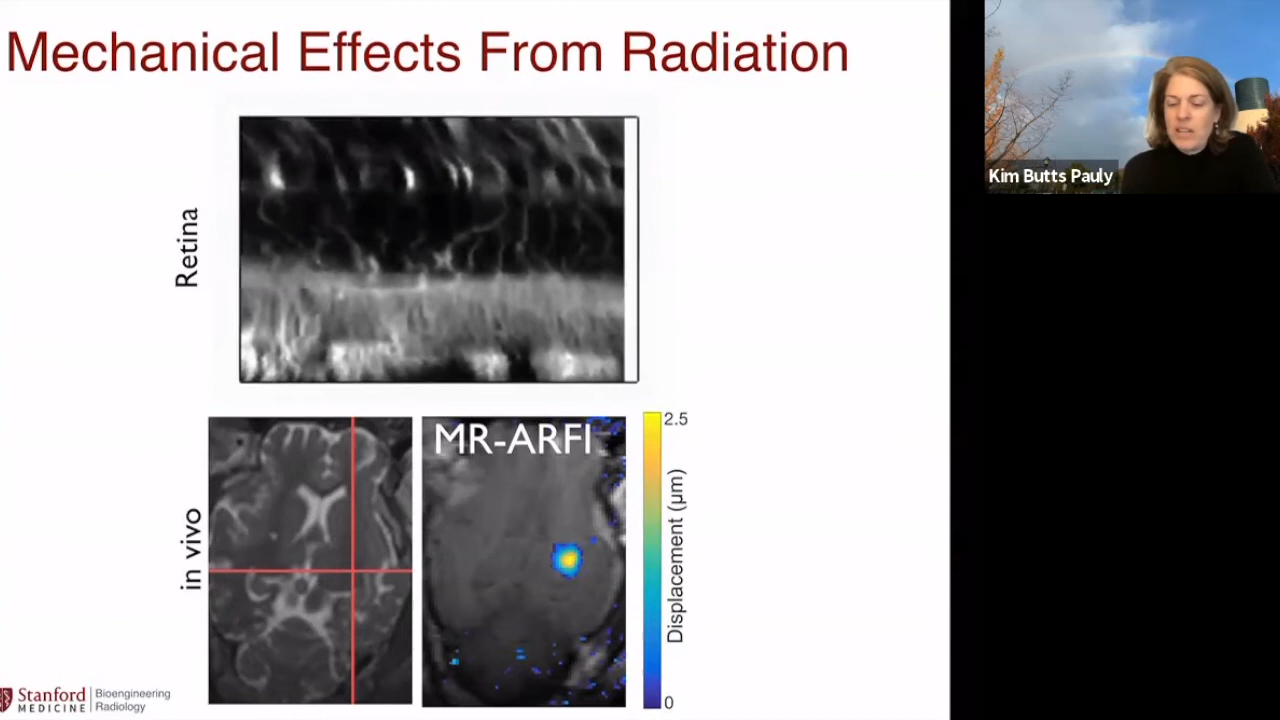 Mechanical Effects From Radiation
Kim Butts Pauly
Retina
MR-ARFI
2.5
in vivo
Displacement (μm)
0
Stanford
MEDICINE
Bioengineering
Radiology